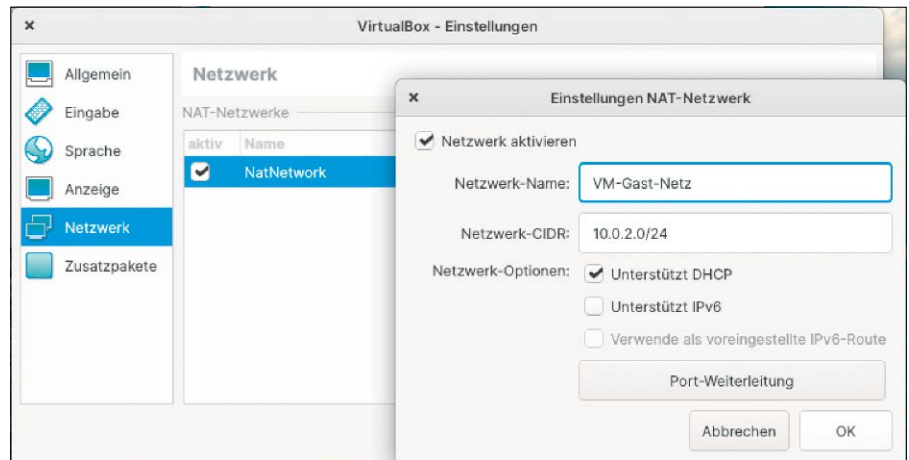 VirtualBox - Einstellungen
Allgemein
Eingabe
Sprache
Anzeige
Netzwerk
Zusatzpakete
Netzwerk
NAT-Netzwerke
aktiv Name
NatNetwork
Einstellungen NAT-Netzwerk
Netzwerk aktivieren
Netzwerk-Name: VM-Gast-Netz
Netzwerk-CIDR: 10.0.2.0/24
Netzwerk-Optionen: Unterstützt DHCP
Unterstützt IPv6
Verwende als voreingestellte IPv6-Route
Port-Weiterleitung
Abbrechen OK